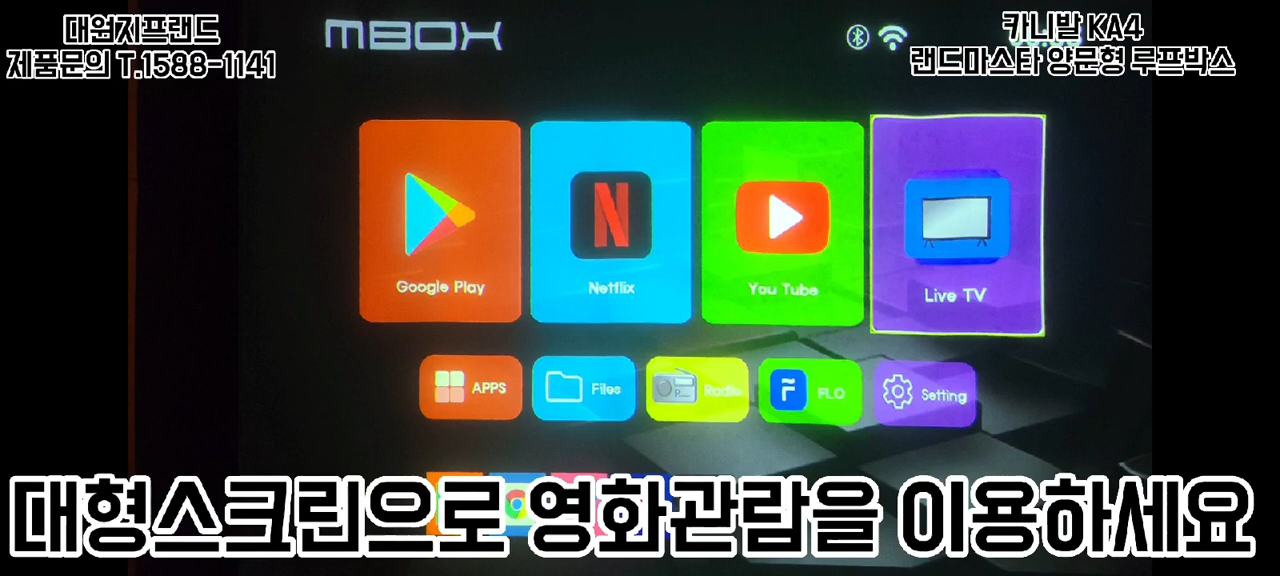 대원지프랜드
제품문의 T.1588-1141
카니발 KA4
랜드마스타 양문형 루프박스
MBOX
Google Play
Netflix
You Tube
Live TV
APPS
Files
Radio
FLO
Setting
대형스크린으로 영화관람을 이용하세요